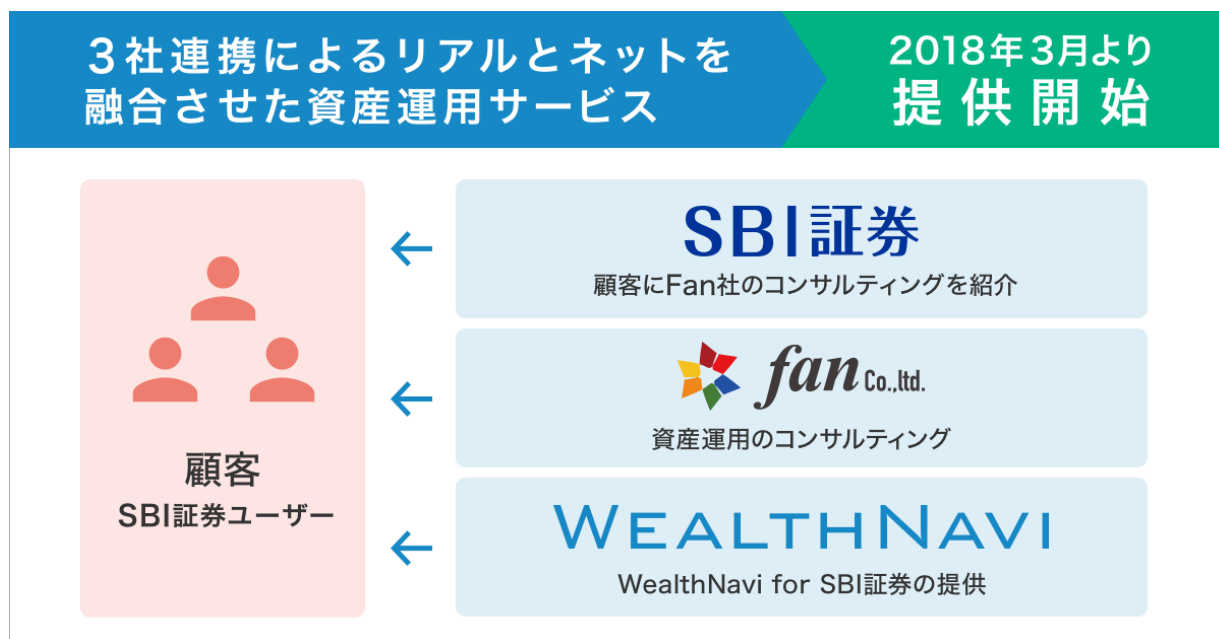 3社連携によるリアルとネットを
融合させた資産運用サービス
2018年3月より
提供開始
顧客
SBI証券ユーザー
SBI証券
顧客にFan社のコンサルティングを紹介
fan Co.,ltd.
資産運用のコンサルティング
WEALTHNAVI
WealthNavi for SBI証券の提供